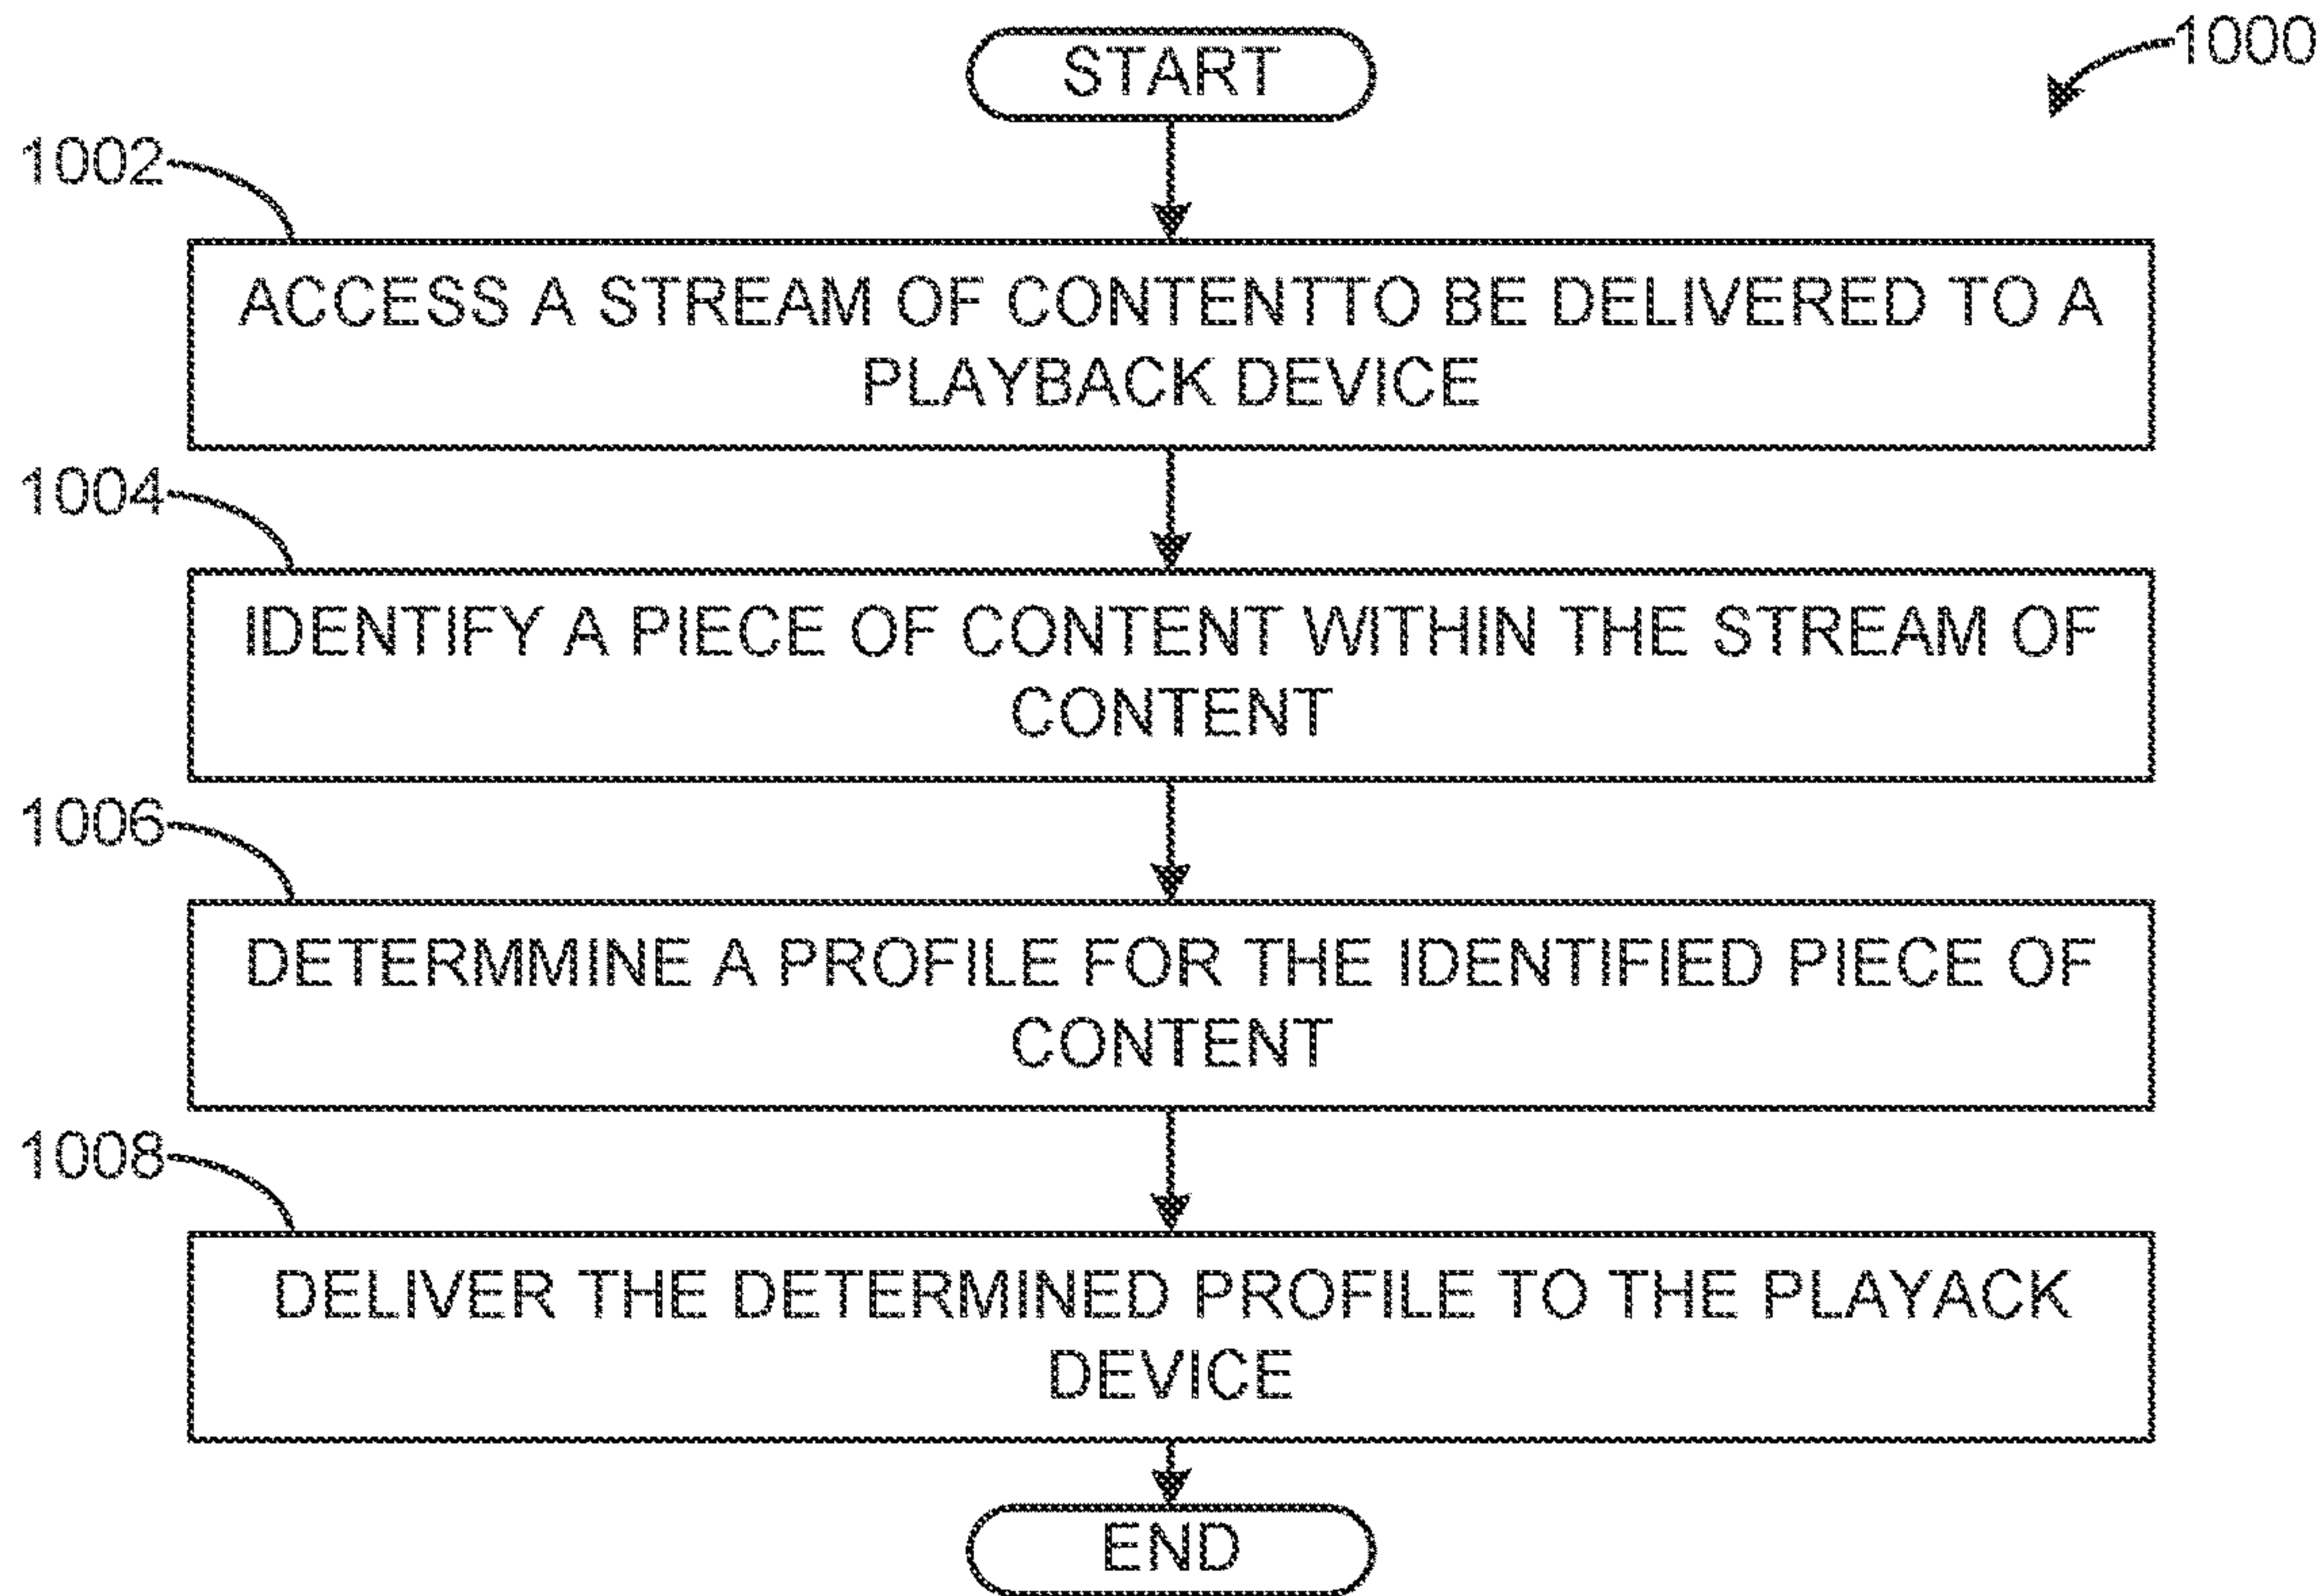 START
1000
1002
ACCESS A STREAM OF CONTENTTO BE DELIVERED TO A
PLAYBACK DEVICE
1004
IDENTIFY A PIECE OF CONTENT WITHIN THE STREAM OF
CONTENT
1006
DETERMMINE A PROFILE FOR THE IDENTIFIED PIECE OF
CONTENT
1008
DELIVER THE DETERMINED PROFILE TO THE PLAYACK
DEVICE
END